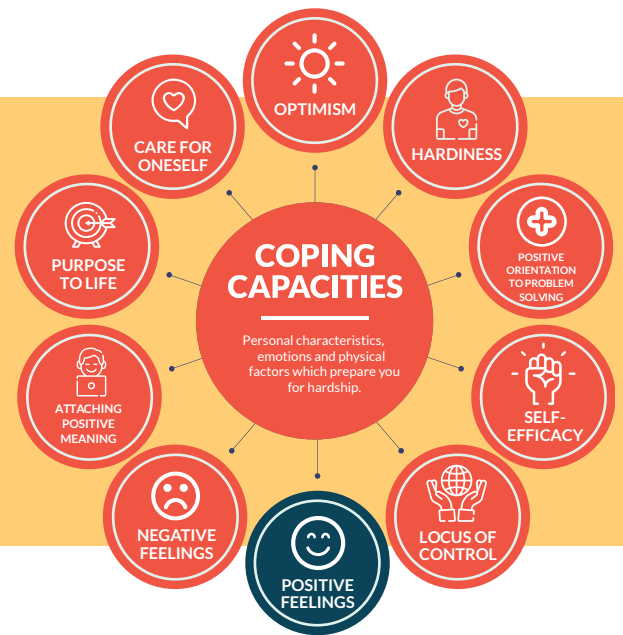 COPING
CAPACITIES
Personal characteristics,
emotions and physical
factors which prepare you
for hardship.
OPTIMISM
HARDINESS
POSITIVE
ORIENTATION
TO PROBLEM
SOLVING
SELF-
EFFICACY
LOCUS OF
CONTROL
POSITIVE
FEELINGS
NEGATIVE
FEELINGS
ATTACHING
POSITIVE
MEANING
PURPOSE
TO LIFE
CARE FOR
ONESELF